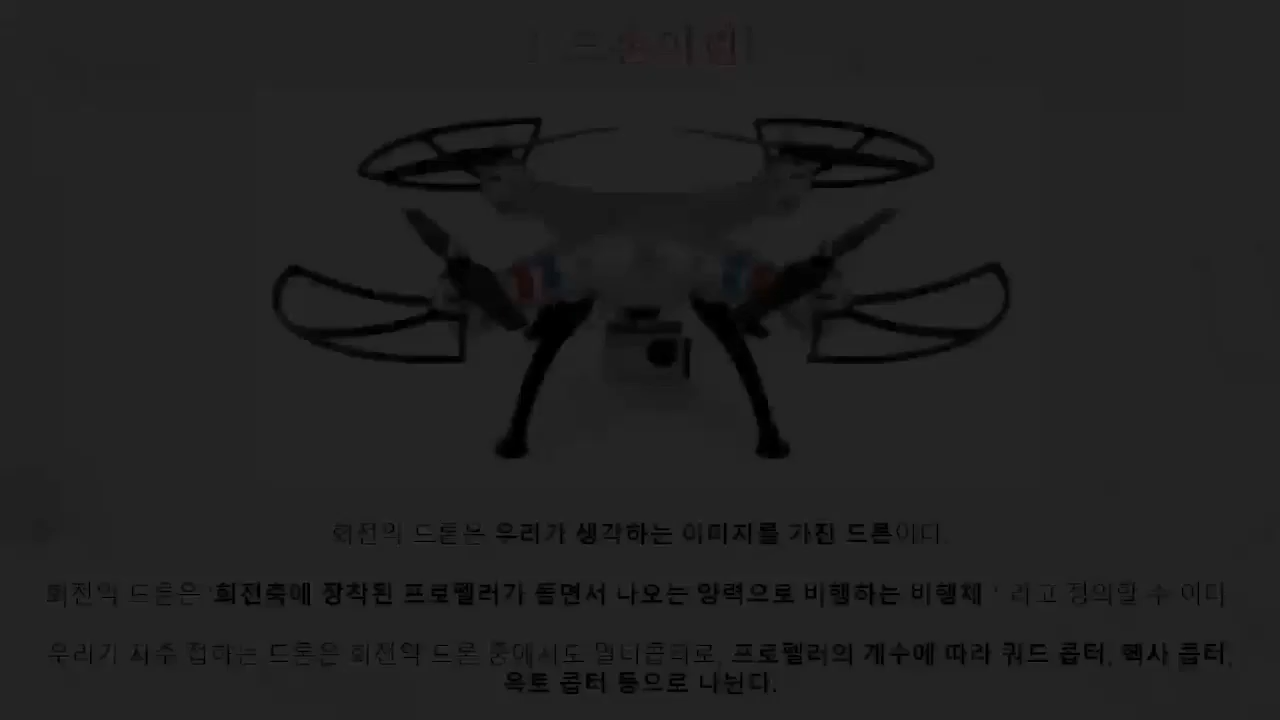 1. 드론이란?
회전익 드론은 우리가 생각하는 이미지를 가진 드론이다.
회전익 드론은 '회전축에 장착된 프로펠러가 돌면서 나오는 양력으로 비행하는 비행체' 라고 정의할 수 이다
우리가 자주 접하는 드론은 회전익 드론 중에서도 멀티콥터로, 프로펠러의 개수에 따라 쿼드 콥터, 헥사 콥터,
옥토 콥터 등으로 나뉜다.